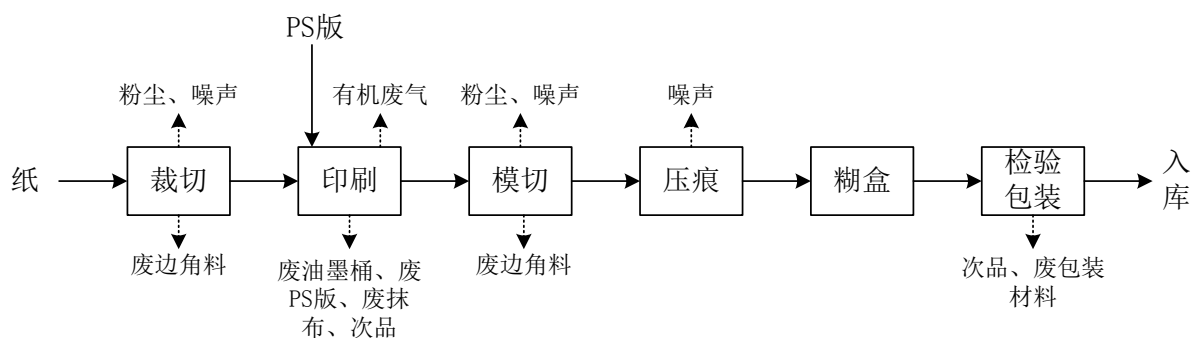 PS版
粉尘、噪声
有机废气
粉尘、噪声
噪声
纸
裁切
印刷
模切
压痕
糊盒
检验
包装
入
库
废边角料
废油墨桶、废
PS版、废抹
布、次品
废边角料
次品、废包装
材料